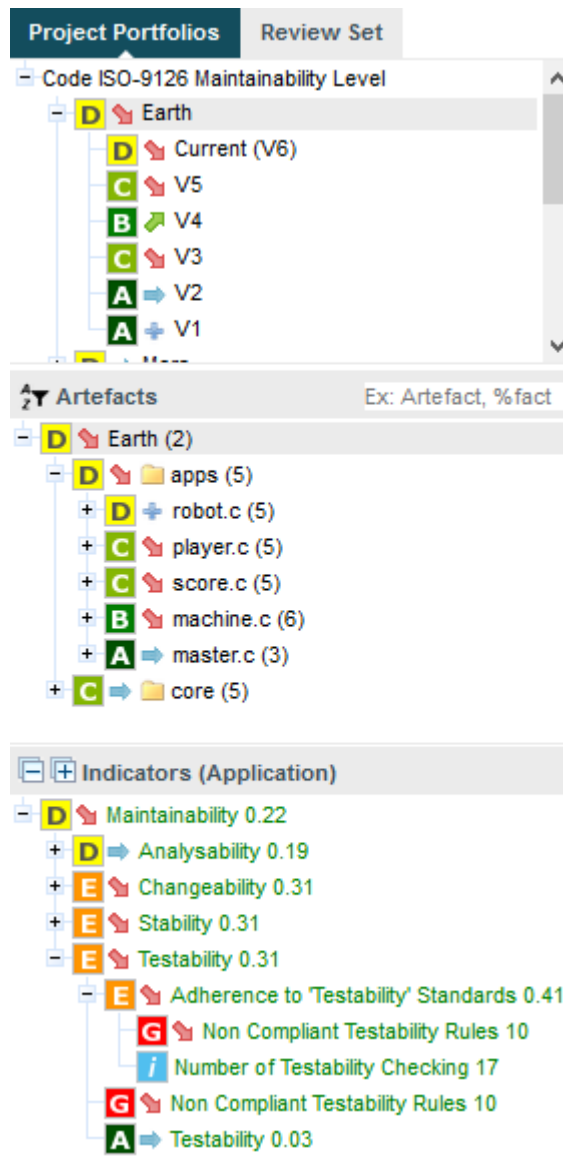 Project Portfolios Review Set
Code ISO-9126 Maintainability Level
D Earth
D Current (V6)
C V5
B V4
C V3
A V2
A V1
Artefacts Ex: Artefact, %fact
D Earth (2)
D apps (5)
D robot.c (5)
C player.c (5)
C score.c (5)
B machine.c (6)
A master.c (3)
C core (5)
Indicators (Application)
D Maintainability 0.22
D Analysability 0.19
E Changeability 0.31
E Stability 0.31
E Testability 0.31
E Adherence to 'Testability' Standards 0.41
G Non Compliant Testability Rules 10
i Number of Testability Checking 17
G Non Compliant Testability Rules 10
A Testability 0.03